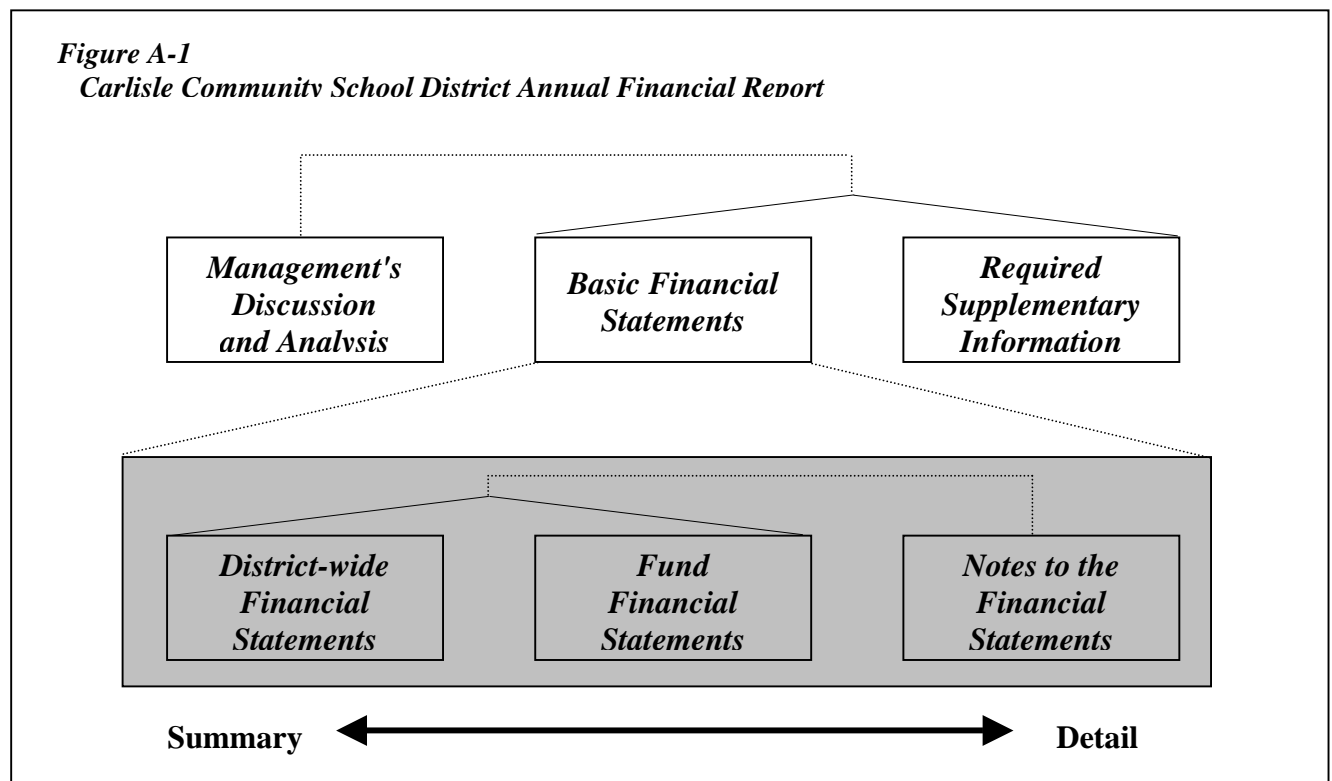 Figure A-1
Carlisle Community School District Annual Financial Report
Management's
Discussion
and Analysis
Basic Financial
Statements
Required
Supplementary
Information
District-wide
Financial
Statements
Fund
Financial
Statements
Notes to the
Financial
Statements
Summary
Detail